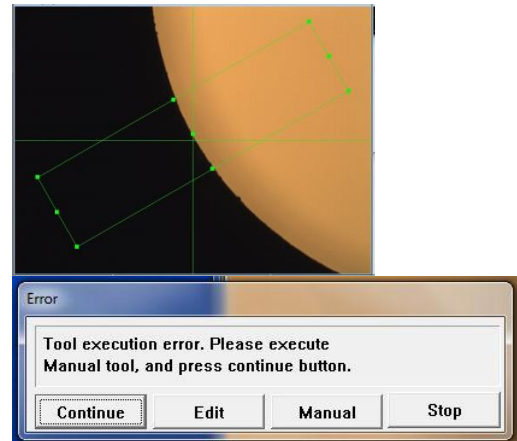 Error
Tool execution error. Please execute
Manual tool, and press continue button.
Continue Edit Manual Stop